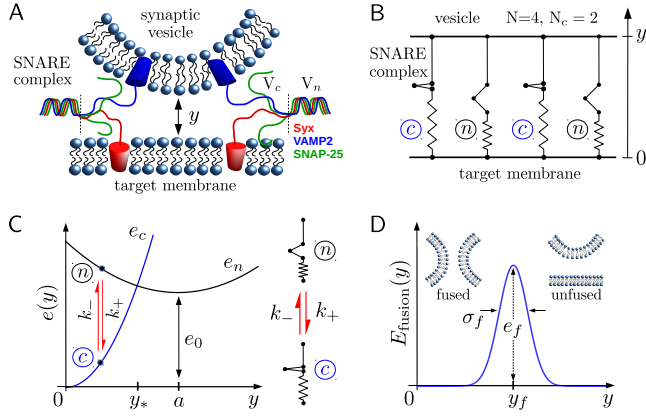 A
synaptic
vesicle
SNARE
complex
V_c
V_n
y
Syx
VAMP2
SNAP-25
target membrane
B
vesicle
N=4, N_c = 2
y
SNARE
complex
c
n
c
n
0
target membrane
C
e_c
e_n
e(y)
n
k_-
k_+
c
e_0
0
y_*
a
y
n
k_-
k_+
c
D
E_fusion(y)
fused
unfused
σ_f
e_f
0
y_f
y